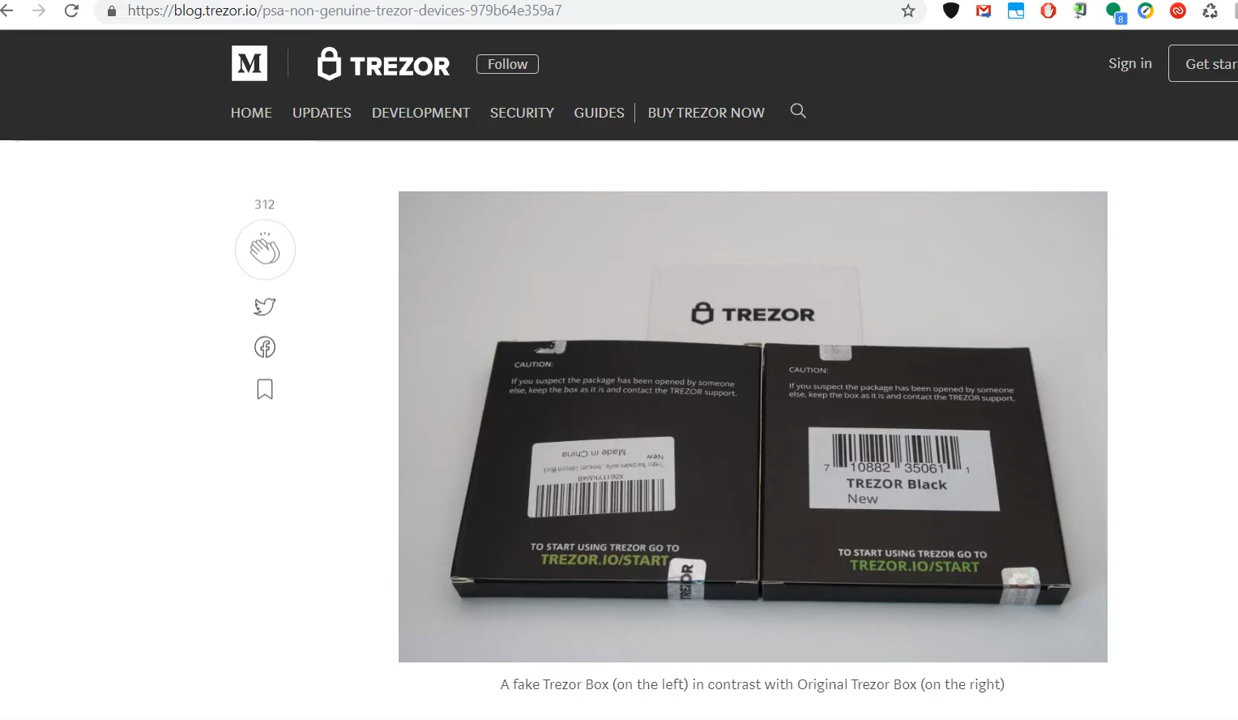 https://blog.trezor.io/psa-non-genuine-trezor-devices-979b64e359a7
8
M TREZOR Follow
Sign in
Get star
HOME UPDATES DEVELOPMENT SECURITY GUIDES BUY TREZOR NOW
312
TREZOR
CAUTION:
If you suspect the package has been opened by someone
else, keep the box as it is and contact the TREZOR support.
Made in China
New
TO START USING TREZOR GO TO
TREZOR.IO/START
TREZOR
CAUTION:
If you suspect the package has been opened by someone
else, keep the box as it is and contact the TREZOR support.
7 10882 35061 1
TREZOR Black
New
TO START USING TREZOR GO TO
TREZOR.IO/START
A fake Trezor Box (on the left) in contrast with Original Trezor Box (on the right)